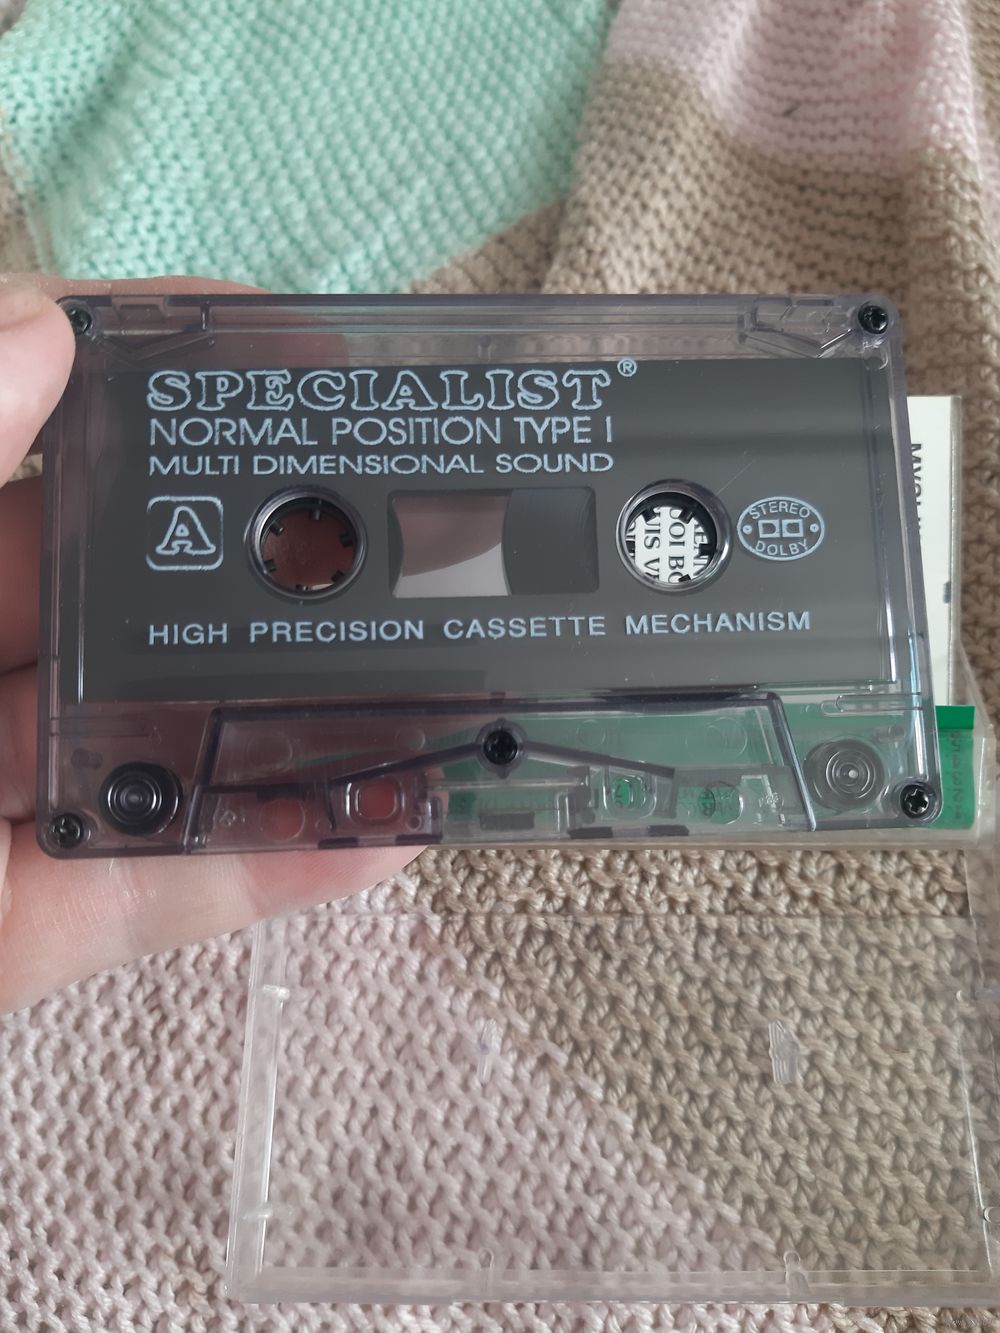 SPECIALIST®
NORMAL POSITION TYPE I
MULTI DIMENSIONAL SOUND
A
STEREO
DOLBY
HIGH PRECISION CASSETTE MECHANISM